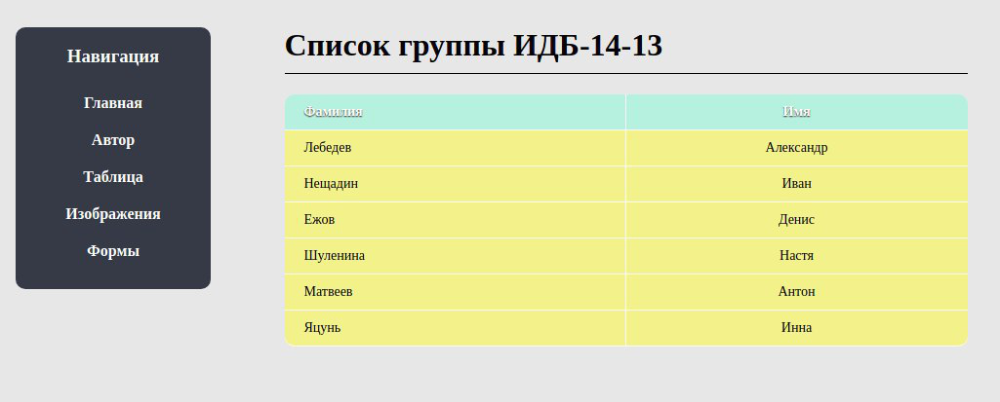 Навигация
Главная
Автор
Таблица
Изображения
Формы
Список группы ИДБ-14-13
Фамилия Имя
Лебедев Александр
Нещадин Иван
Ежов Денис
Шуленина Настя
Матвеев Антон
Яцунь Инна